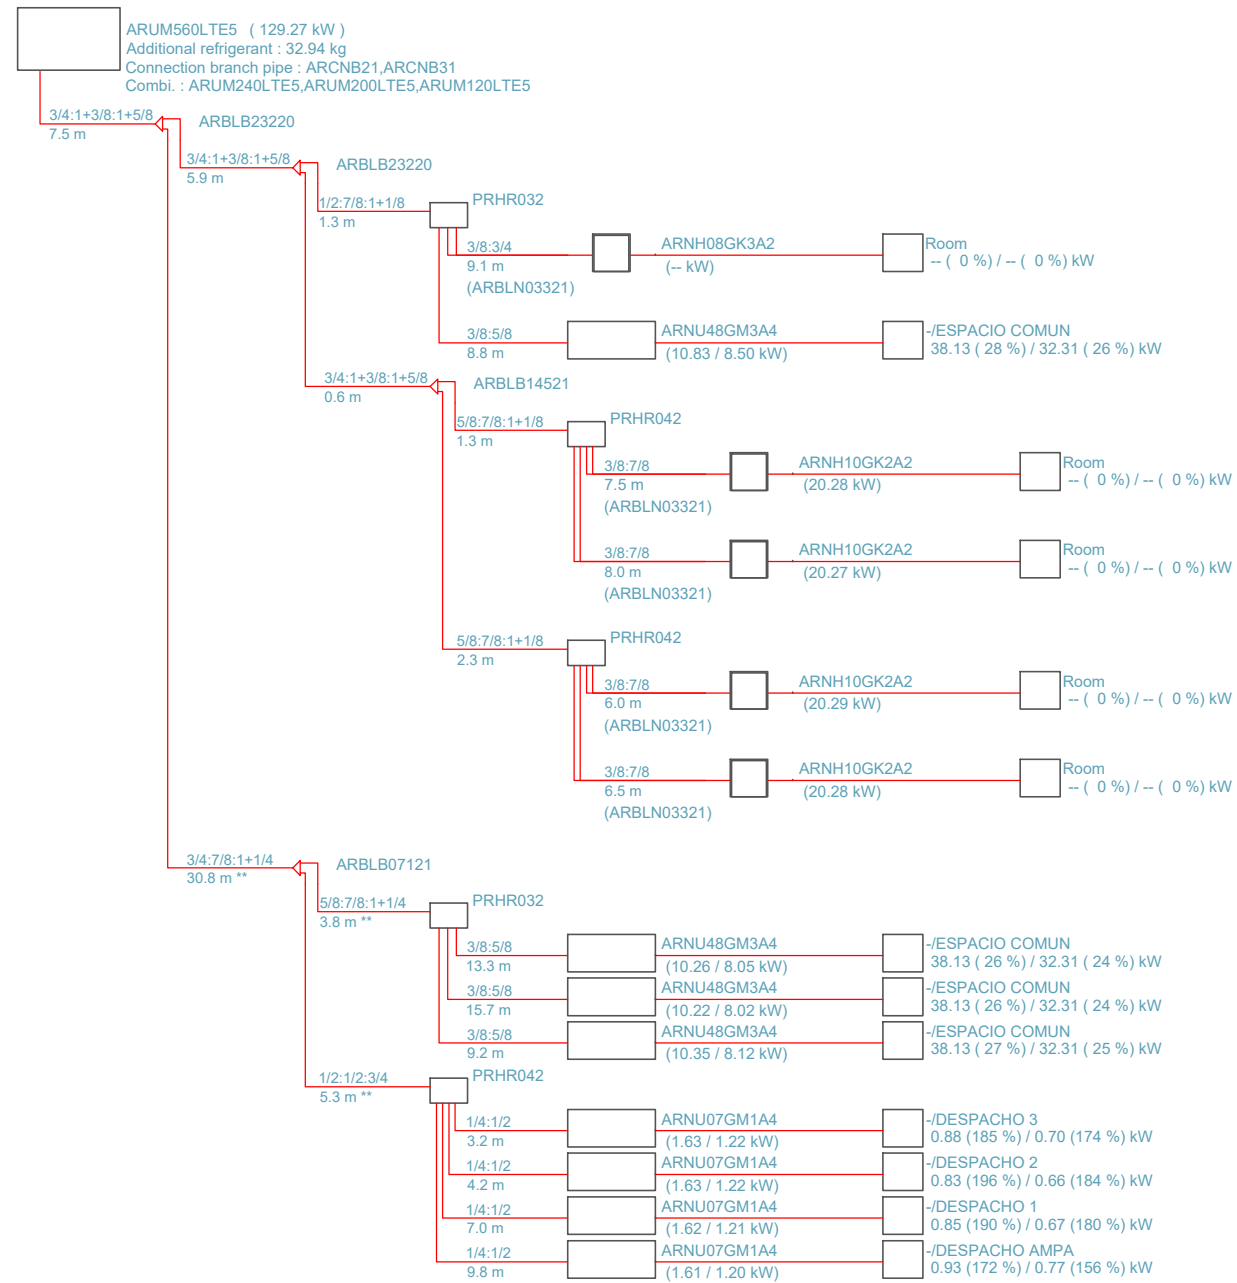 ARUM560LTE5 ( 129.27 kW )
Additional refrigerant : 32.94 kg
Connection branch pipe : ARCNB21,ARCNB31
Combi. : ARUM240LTE5,ARUM200LTE5,ARUM120LTE5
3/4:1+3/8:1+5/8
7.5 m
ARBLB23220
3/4:1+3/8:1+5/8
5.9 m
ARBLB23220
1/2:7/8:1+1/8
1.3 m
PRHR032
3/8:3/4
9.1 m
(ARBLN03321)
ARNH08GK3A2
(-- kW)
Room
-- ( 0 %) / -- ( 0 %) kW
3/8:5/8
8.8 m
ARNU48GM3A4
(10.83 / 8.50 kW)
-/ESPACIO COMUN
38.13 ( 28 %) / 32.31 ( 26 %) kW
3/4:1+3/8:1+5/8
0.6 m
ARBLB14521
5/8:7/8:1+1/8
1.3 m
PRHR042
3/8:7/8
7.5 m
(ARBLN03321)
ARNH10GK2A2
(20.28 kW)
Room
-- ( 0 %) / -- ( 0 %) kW
3/8:7/8
8.0 m
(ARBLN03321)
ARNH10GK2A2
(20.27 kW)
Room
-- ( 0 %) / -- ( 0 %) kW
5/8:7/8:1+1/8
2.3 m
PRHR042
3/8:7/8
6.0 m
(ARBLN03321)
ARNH10GK2A2
(20.29 kW)
Room
-- ( 0 %) / -- ( 0 %) kW
3/8:7/8
6.5 m
(ARBLN03321)
ARNH10GK2A2
(20.28 kW)
Room
-- ( 0 %) / -- ( 0 %) kW
3/4:7/8:1+1/4
30.8 m **
ARBLB07121
5/8:7/8:1+1/4
3.8 m **
PRHR032
3/8:5/8
13.3 m
ARNU48GM3A4
(10.26 / 8.05 kW)
-/ESPACIO COMUN
38.13 ( 26 %) / 32.31 ( 24 %) kW
3/8:5/8
15.7 m
ARNU48GM3A4
(10.22 / 8.02 kW)
-/ESPACIO COMUN
38.13 ( 26 %) / 32.31 ( 24 %) kW
3/8:5/8
9.2 m
ARNU48GM3A4
(10.35 / 8.12 kW)
-/ESPACIO COMUN
38.13 ( 27 %) / 32.31 ( 25 %) kW
1/2:1/2:3/4
5.3 m **
PRHR042
1/4:1/2
3.2 m
ARNU07GM1A4
(1.63 / 1.22 kW)
-/DESPACHO 3
0.88 (185 %) / 0.70 (174 %) kW
1/4:1/2
4.2 m
ARNU07GM1A4
(1.63 / 1.22 kW)
-/DESPACHO 2
0.83 (196 %) / 0.66 (184 %) kW
1/4:1/2
7.0 m
ARNU07GM1A4
(1.62 / 1.21 kW)
-/DESPACHO 1
0.85 (190 %) / 0.67 (180 %) kW
1/4:1/2
9.8 m
ARNU07GM1A4
(1.61 / 1.20 kW)
-/DESPACHO AMPA
0.93 (172 %) / 0.77 (156 %) kW